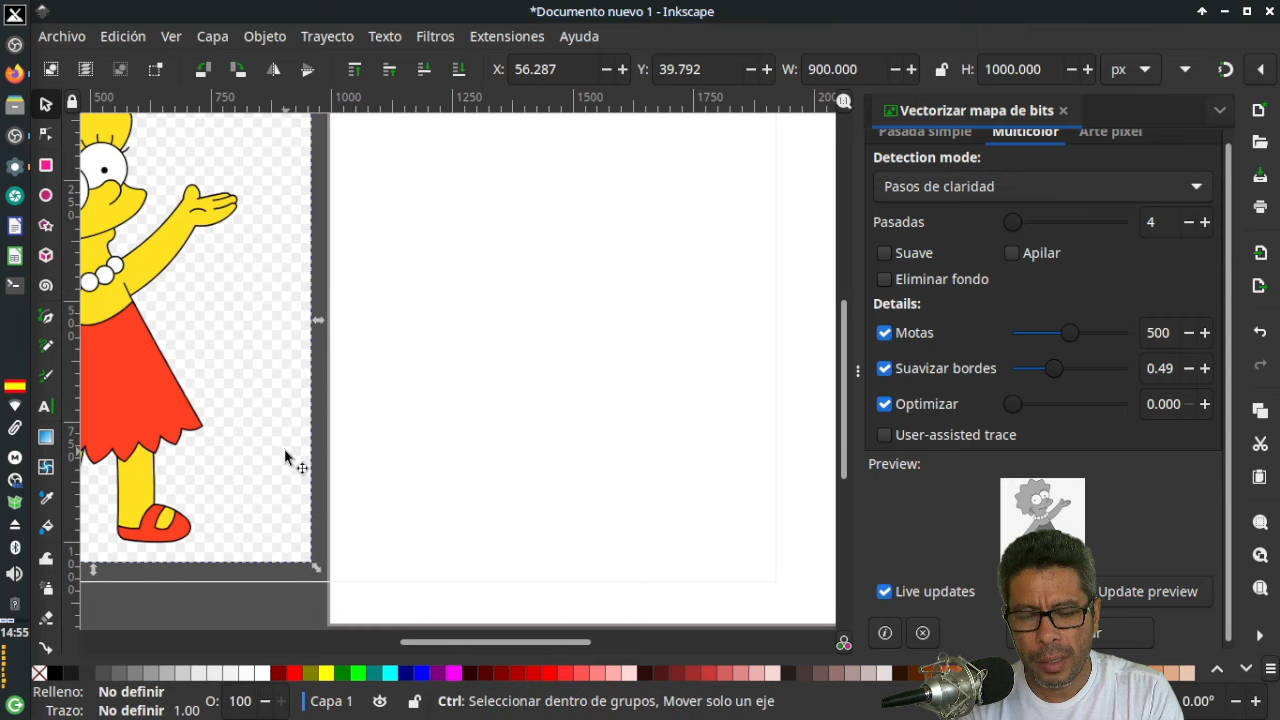 *Documento nuevo 1 - Inkscape
Archivo Edición Ver Capa Objeto Trayecto Texto Filtros Extensiones Ayuda
X: 56.287 Y: 39.792 W: 900.000 H: 1000.000 px
500 750 1000 1250 1500 1750
Vectorizar mapa de bits
Pasada simple Multicolor Arte pixel
Detection mode:
Pasos de claridad
Pasadas 4
Suave Apilar
Eliminar fondo
Details:
Motas 500
Suavizar bordes 0.49
Optimizar 0.000
User-assisted trace
Preview:
Live updates Update preview
14:55
Relleno: No definir O: 100 Capa 1 Ctrl: Seleccionar dentro de grupos, Mover solo un eje 0.00°
Trazo: No definir 1.00